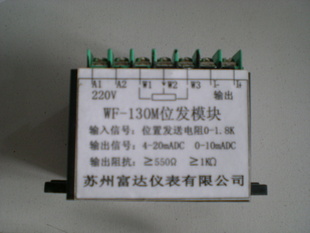 A1 A2 W1 W2 W3 I- I+
220V 输出
WF-130M位发模块
输入信号: 位置发送电阻0-1.8K
输出信号: 4-20mADC 0-10mADC
输出阻抗: ≥550Ω ≥1KΩ
苏州富达仪表有限公司